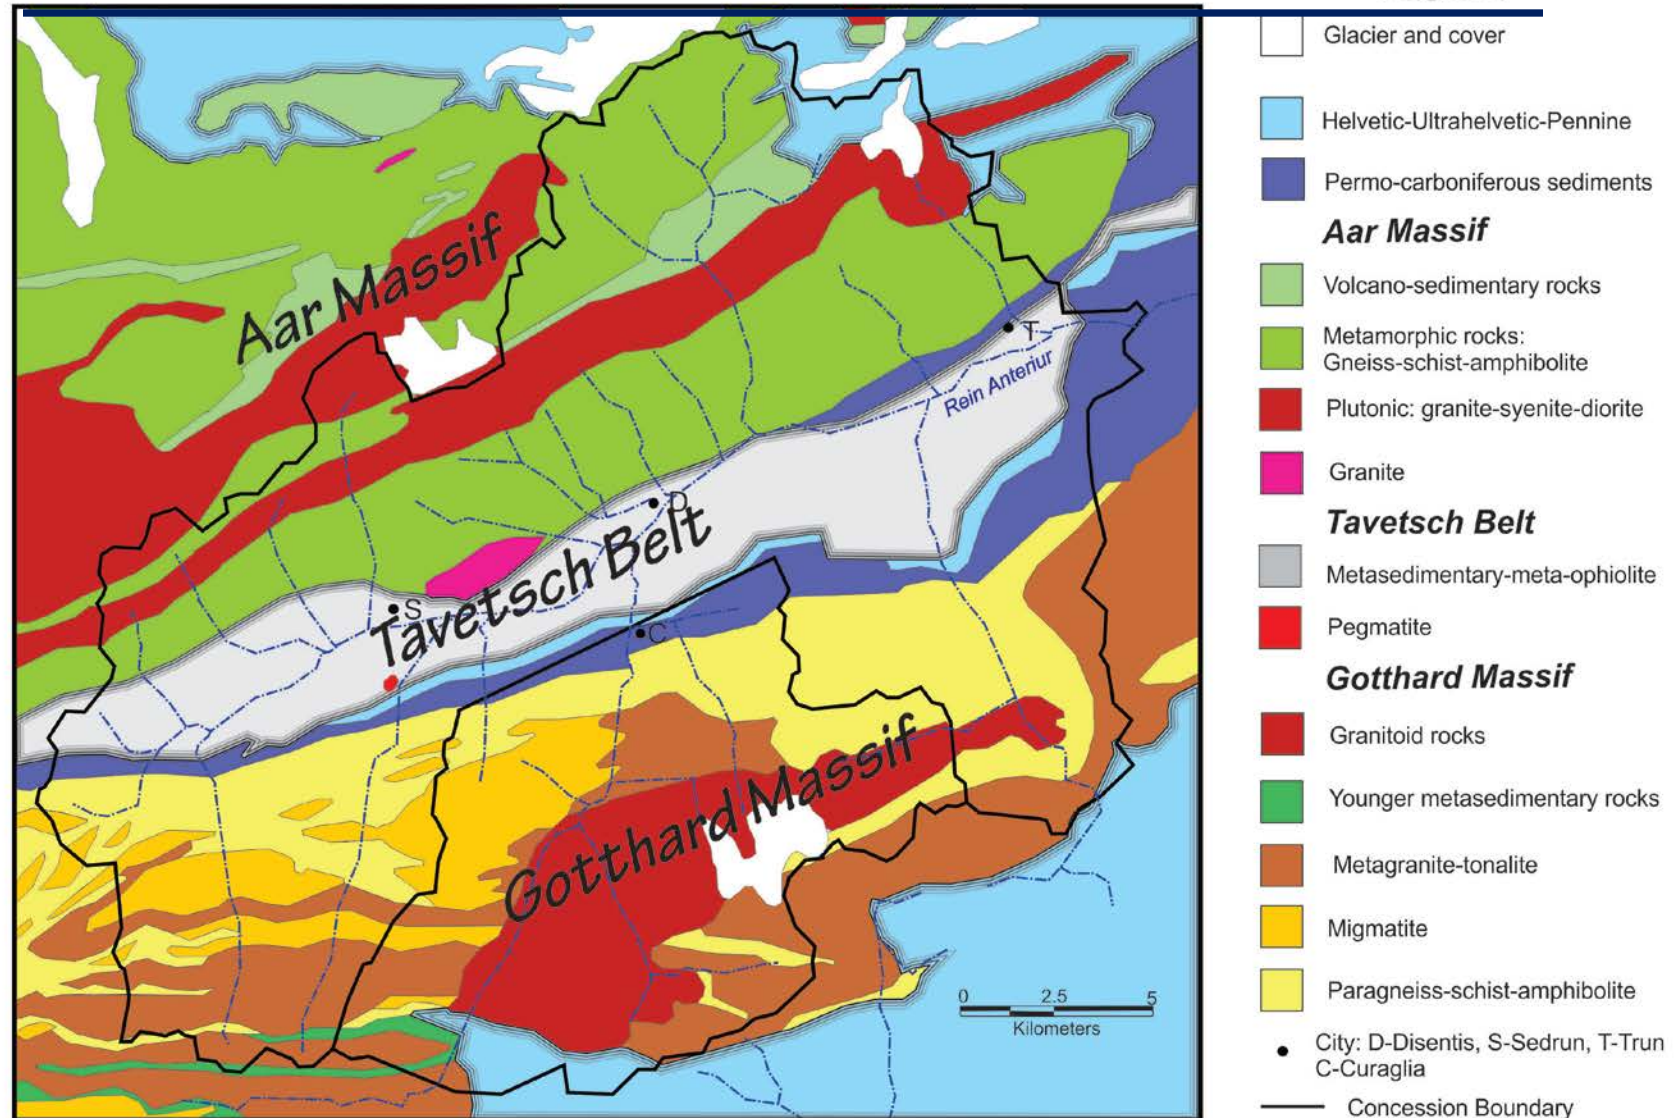 Glacier and cover
Helvetic-Ultrahelvetic-Pennine
Permo-carboniferous sediments
Aar Massif
Volcano-sedimentary rocks
Metamorphic rocks:
Gneiss-schist-amphibolite
Plutonic: granite-syenite-diorite
Granite
Tavetsch Belt
Metasedimentary-meta-ophiolite
Pegmatite
Gotthard Massif
Granitoid rocks
Younger metasedimentary rocks
Metagranite-tonalite
Migmatite
Paragneiss-schist-amphibolite
City: D-Disentis, S-Sedrun, T-Trun
C-Curaglia
Concession Boundary
Aar Massif
T
Rein Anteriur
D
Tavetsch Belt
S
C
Gotthard Massif
0 2.5 5
Kilometers